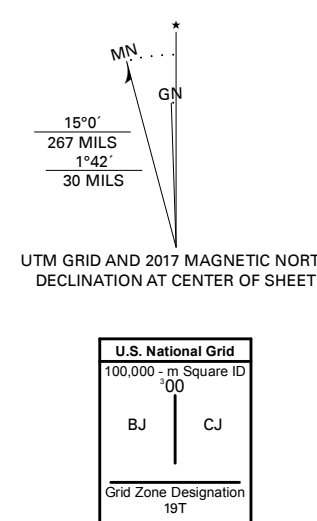 ★
MN
GN
15°0´
267 MILS
1°42´
30 MILS
UTM GRID AND 2017 MAGNETIC NORT
DECLINATION AT CENTER OF SHEET
U.S. National Grid
100,000 - m Square ID
³00
BJ CJ
Grid Zone Designation
19T